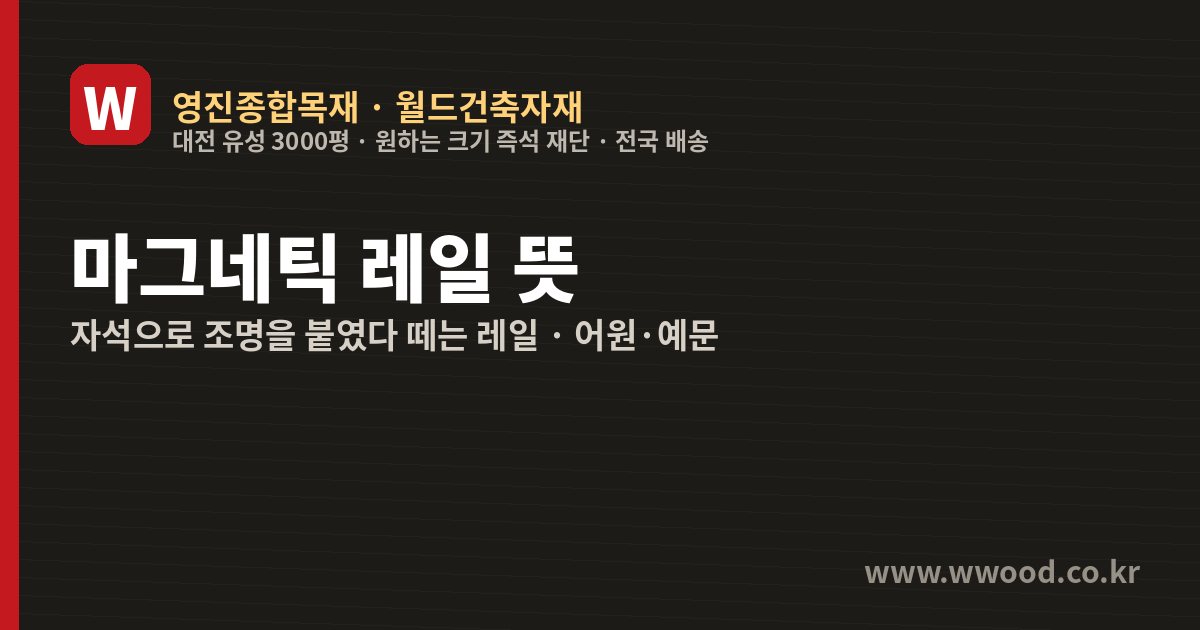 W
영진종합목재 · 월드건축자재
대전 유성 3000평 · 원하는 크기 즉석 재단 · 전국 배송
마그네틱 레일 뜻
자석으로 조명을 붙였다 떼는 레일 · 어원·예문
www.wwood.co.kr